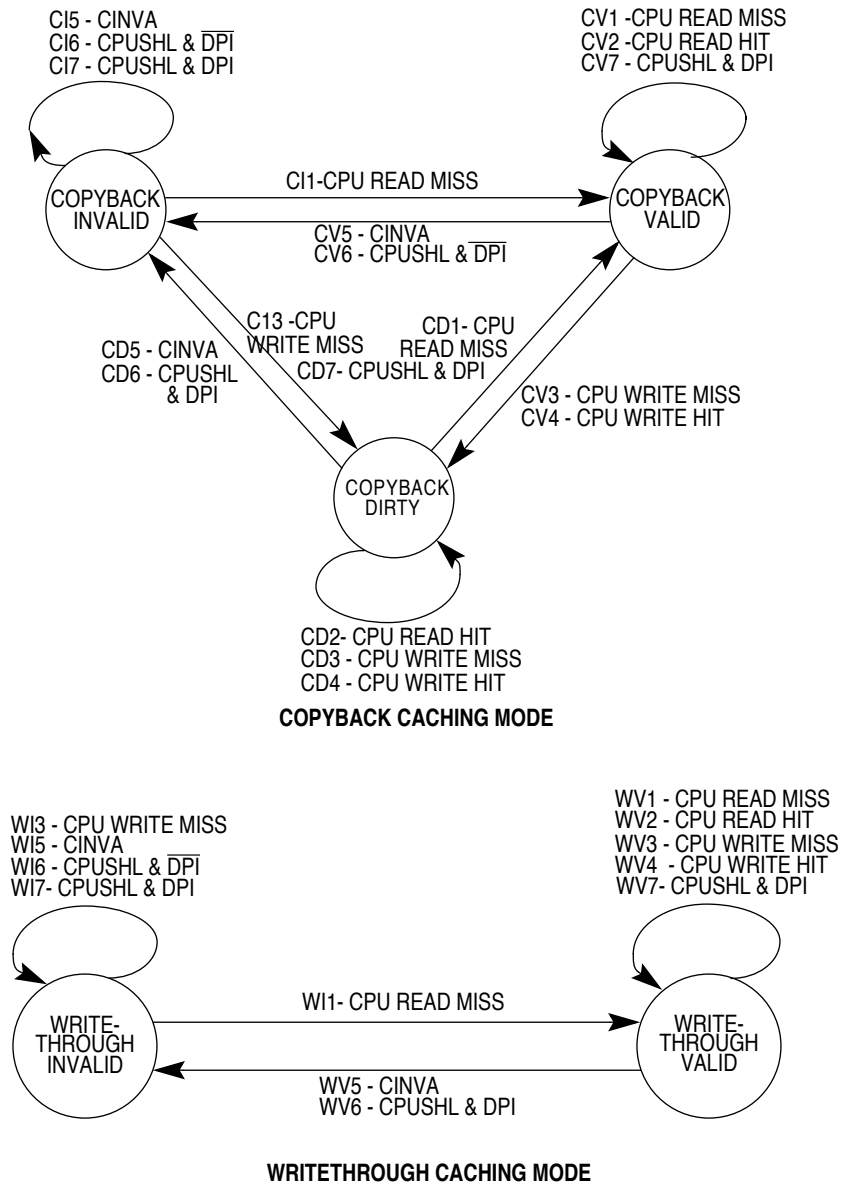 CI5 - CINVA
CI6 - CPUSHL & D̅P̅I̅
CI7 - CPUSHL & DPI
CV1 -CPU READ MISS
CV2 -CPU READ HIT
CV7 - CPUSHL & DPI
COPYBACK
INVALID
CI1-CPU READ MISS
COPYBACK
VALID
CV5 - CINVA
CV6 - CPUSHL & D̅P̅I̅
C13 -CPU
WRITE MISS
CD1- CPU
READ MISS
CD7- CPUSHL & DPI
CD5 - CINVA
CD6 - CPUSHL
& DPI
CV3 - CPU WRITE MISS
CV4 - CPU WRITE HIT
COPYBACK
DIRTY
CD2- CPU READ HIT
CD3 - CPU WRITE MISS
CD4 - CPU WRITE HIT
COPYBACK CACHING MODE
WI3 - CPU WRITE MISS
WI5 - CINVA
WI6 - CPUSHL & D̅P̅I̅
WI7- CPUSHL & DPI
WV1 - CPU READ MISS
WV2 - CPU READ HIT
WV3 - CPU WRITE MISS
WV4 - CPU WRITE HIT
WV7- CPUSHL & DPI
WRITE-
THROUGH
INVALID
WI1- CPU READ MISS
WRITE-
THROUGH
VALID
WV5 - CINVA
WV6 - CPUSHL & DPI
WRITETHROUGH CACHING MODE